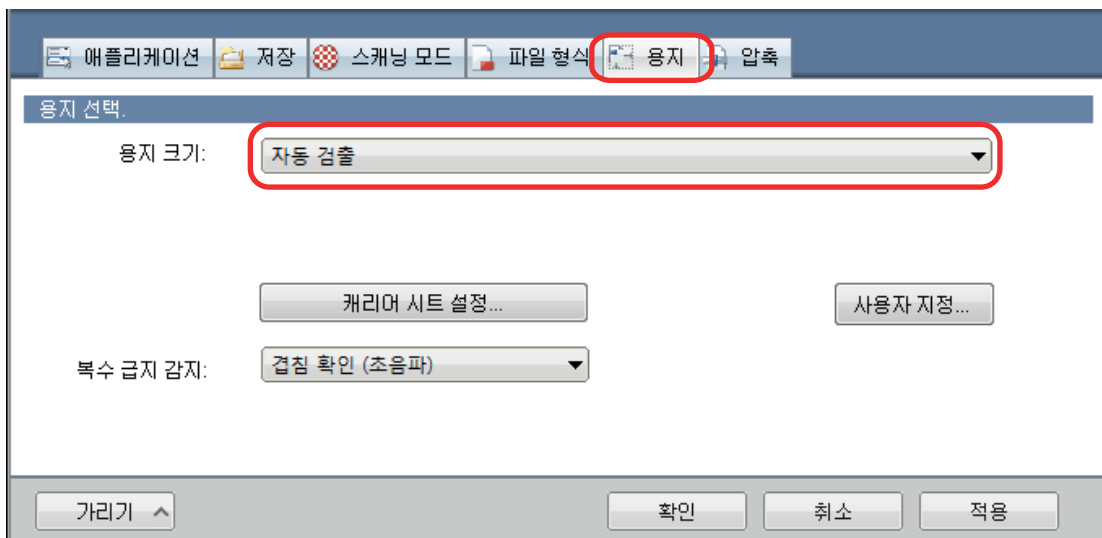 애플리케이션 저장 스캐닝 모드 파일 형식 용지 압축
용지 선택.
용지 크기: 자동 검출
캐리어 시트 설정... 사용자 지정...
복수 급지 감지: 겹침 확인 (초음파)
가리기 확인 취소 적용